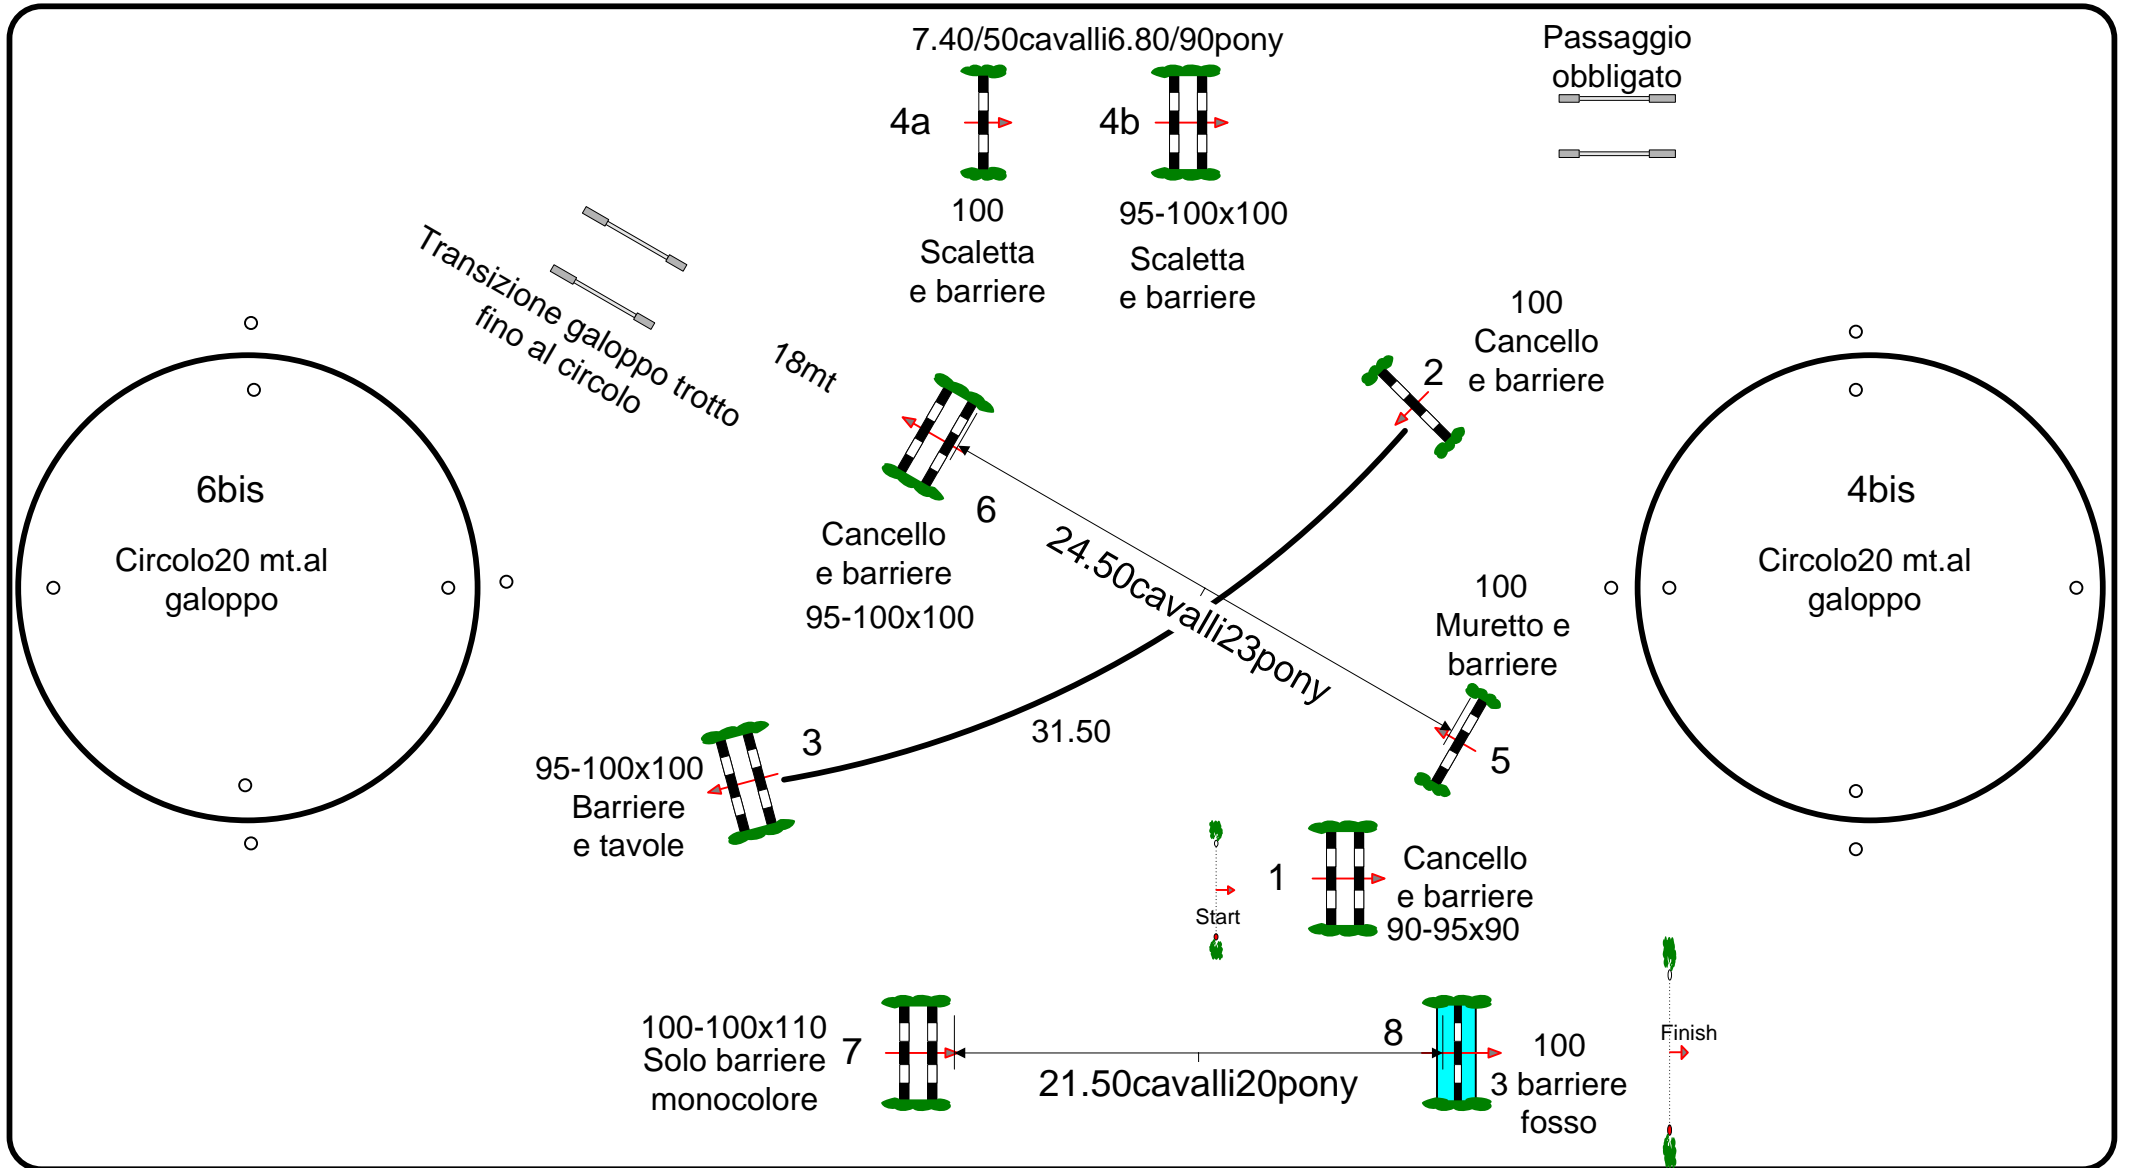 7.40/50cavalli6.80/90pony
4a
4b
100
Scaletta
e barriere
95-100x100
Scaletta
e barriere
Passaggio
obbligato
Transizione galoppo trotto
fino al circolo
18mt
100
Cancello
e barriere
2
6bis
Circolo20 mt.al
galoppo
6
Cancello
e barriere
95-100x100
24.50cavalli23pony
4bis
Circolo20 mt.al
galoppo
100
Muretto e
barriere
5
31.50
3
95-100x100
Barriere
e tavole
Start
1
Cancello
e barriere
90-95x90
100-100x110
Solo barriere
monocolore
7
21.50cavalli20pony
8
100
3 barriere
fosso
Finish